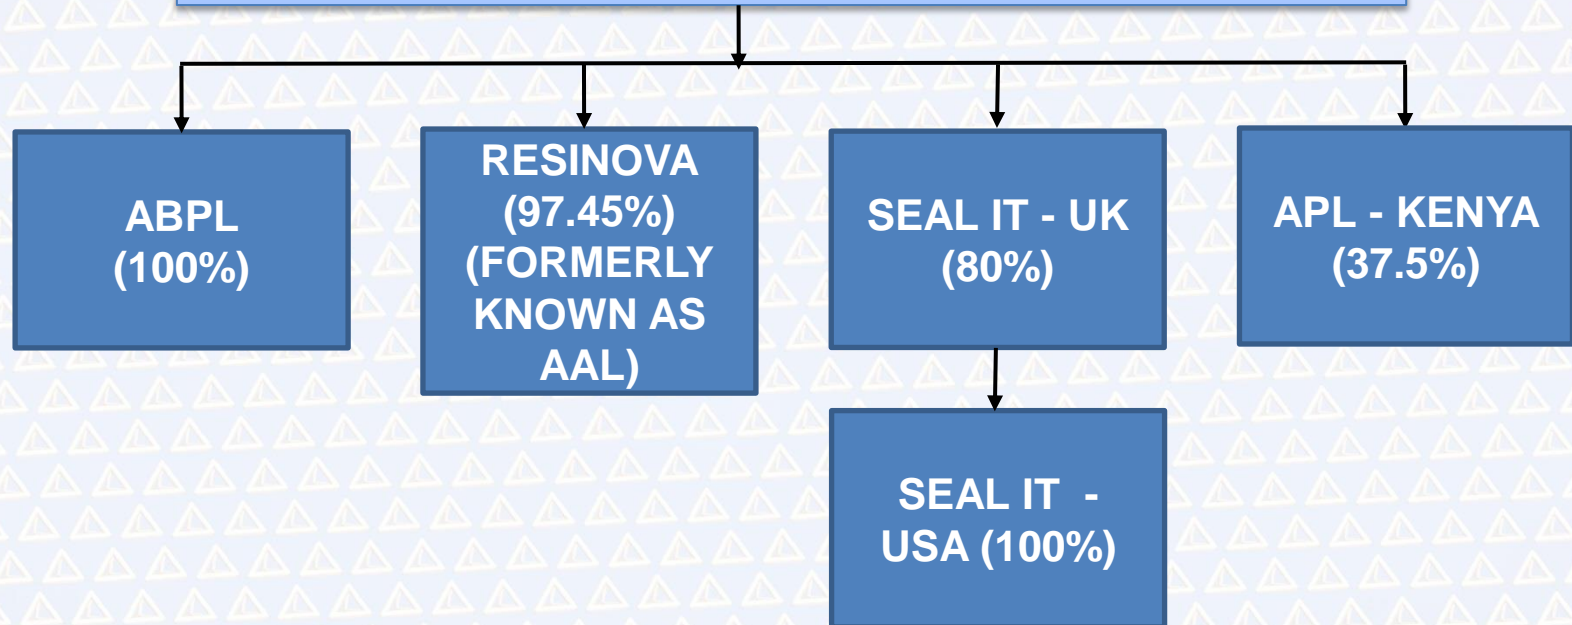 ABPL
(100%)
RESINOVA
(97.45%)
(FORMERLY
KNOWN AS
AAL)
SEAL IT - UK
(80%)
APL - KENYA
(37.5%)
SEAL IT  -
USA (100%)